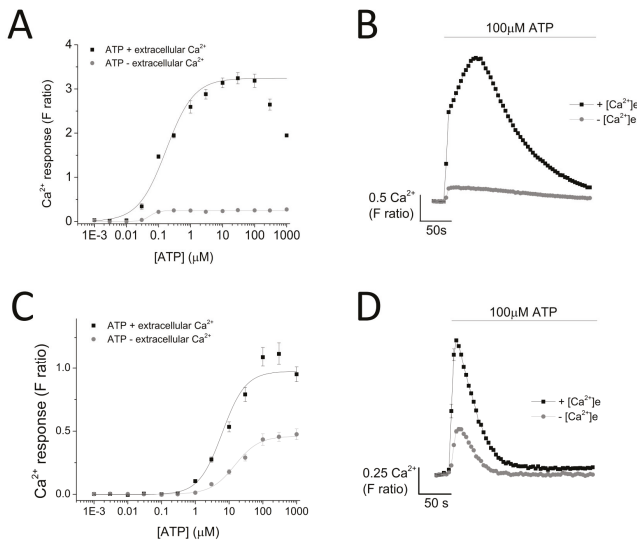 A
ATP + extracellular Ca²⁺
ATP - extracellular Ca²⁺
Ca²⁺ response (F ratio)
4
3
2
1
0
1E-3 0.01 0.1 1 10 100 1000
[ATP] (µM)
B
100µM ATP
+ [Ca²⁺]e
- [Ca²⁺]e
0.5 Ca²⁺
(F ratio)
50s
C
ATP + extracellular Ca²⁺
ATP - extracellular Ca²⁺
Ca²⁺ response (F ratio)
1.0
0.5
0.0
1E-3 0.01 0.1 1 10 100 1000
[ATP] (µM)
D
100µM ATP
+ [Ca²⁺]e
- [Ca²⁺]e
0.25 Ca²⁺
(F ratio)
50 s